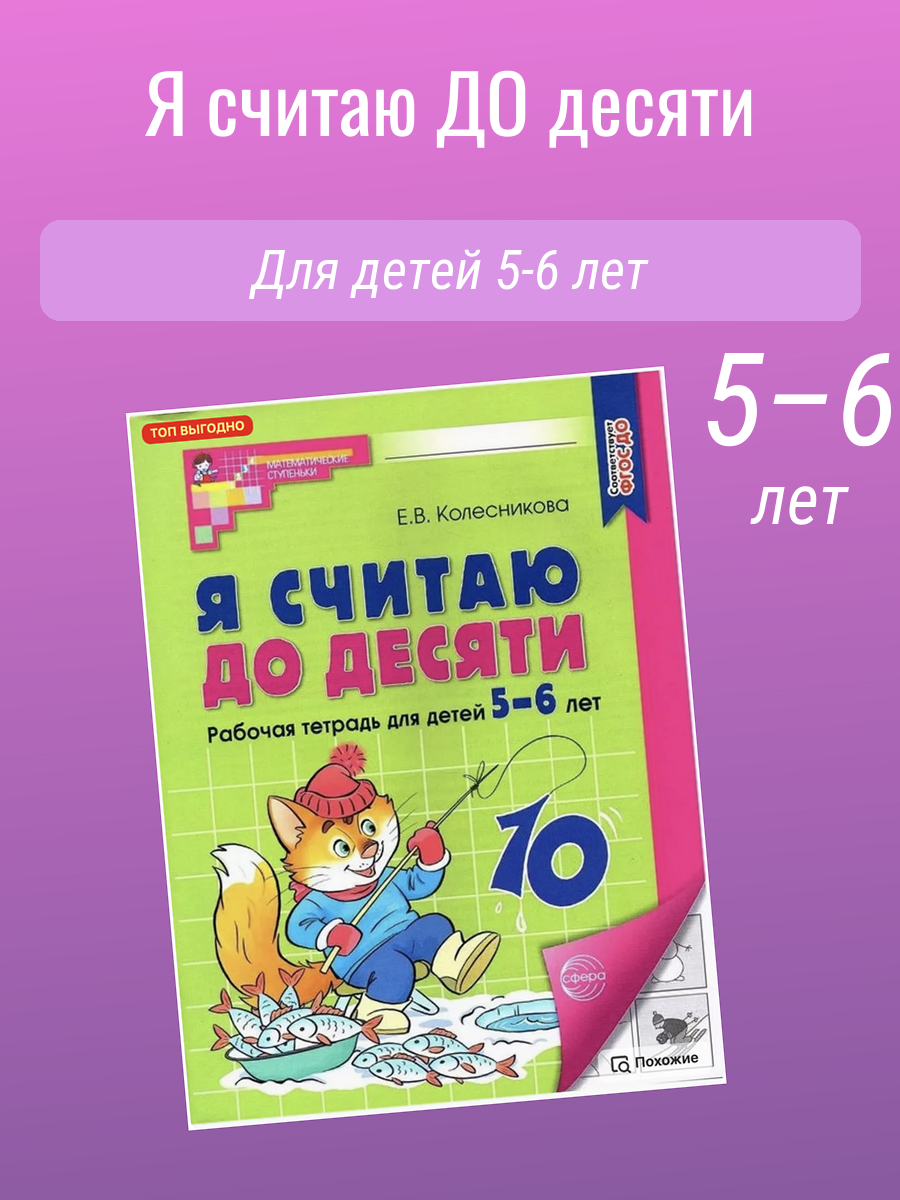 Я считаю ДО десяти
Для детей 5-6 лет
5–6
лет
ТОП ВЫГОДНО
МАТЕМАТИЧЕСКИЕ
СТУПЕНЬКИ
Соответствует
ФГОС ДО
Е.В. Колесникова
Я СЧИТАЮ
ДО ДЕСЯТИ
Рабочая тетрадь для детей 5–6 лет
10
сфера
Похожие